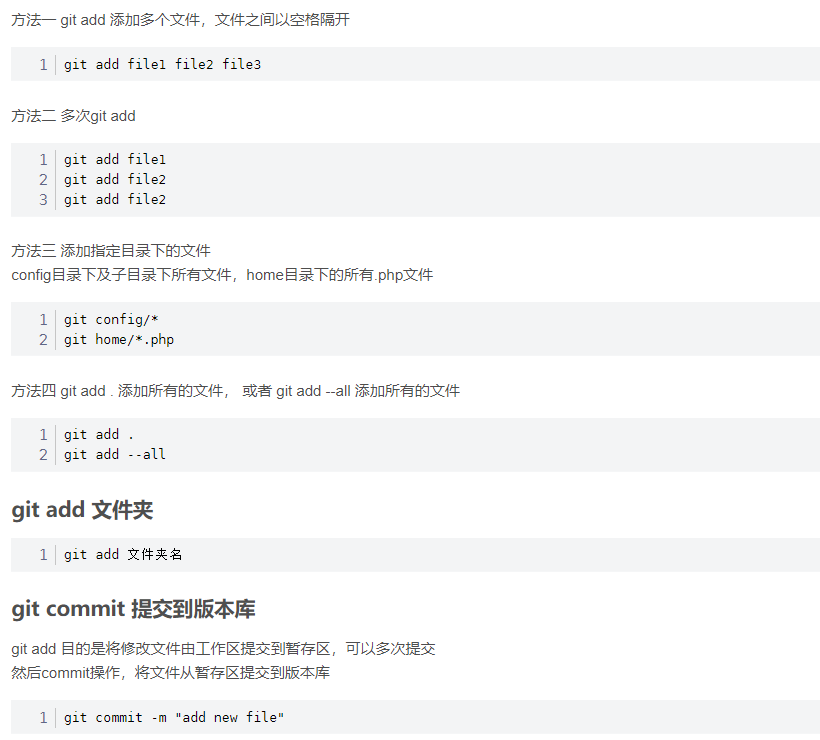 方法一 git add 添加多个文件，文件之间以空格隔开
1 git add file1 file2 file3
方法二 多次git add
1 git add file1
2 git add file2
3 git add file2
方法三 添加指定目录下的文件
config目录下及子目录下所有文件，home目录下的所有.php文件
1 git config/*
2 git home/*.php
方法四 git add . 添加所有的文件， 或者 git add --all 添加所有的文件
1 git add .
2 git add --all
git add 文件夹
1 git add 文件夹名
git commit 提交到版本库
git add 目的是将修改文件由工作区提交到暂存区，可以多次提交
然后commit操作，将文件从暂存区提交到版本库
1 git commit -m "add new file"